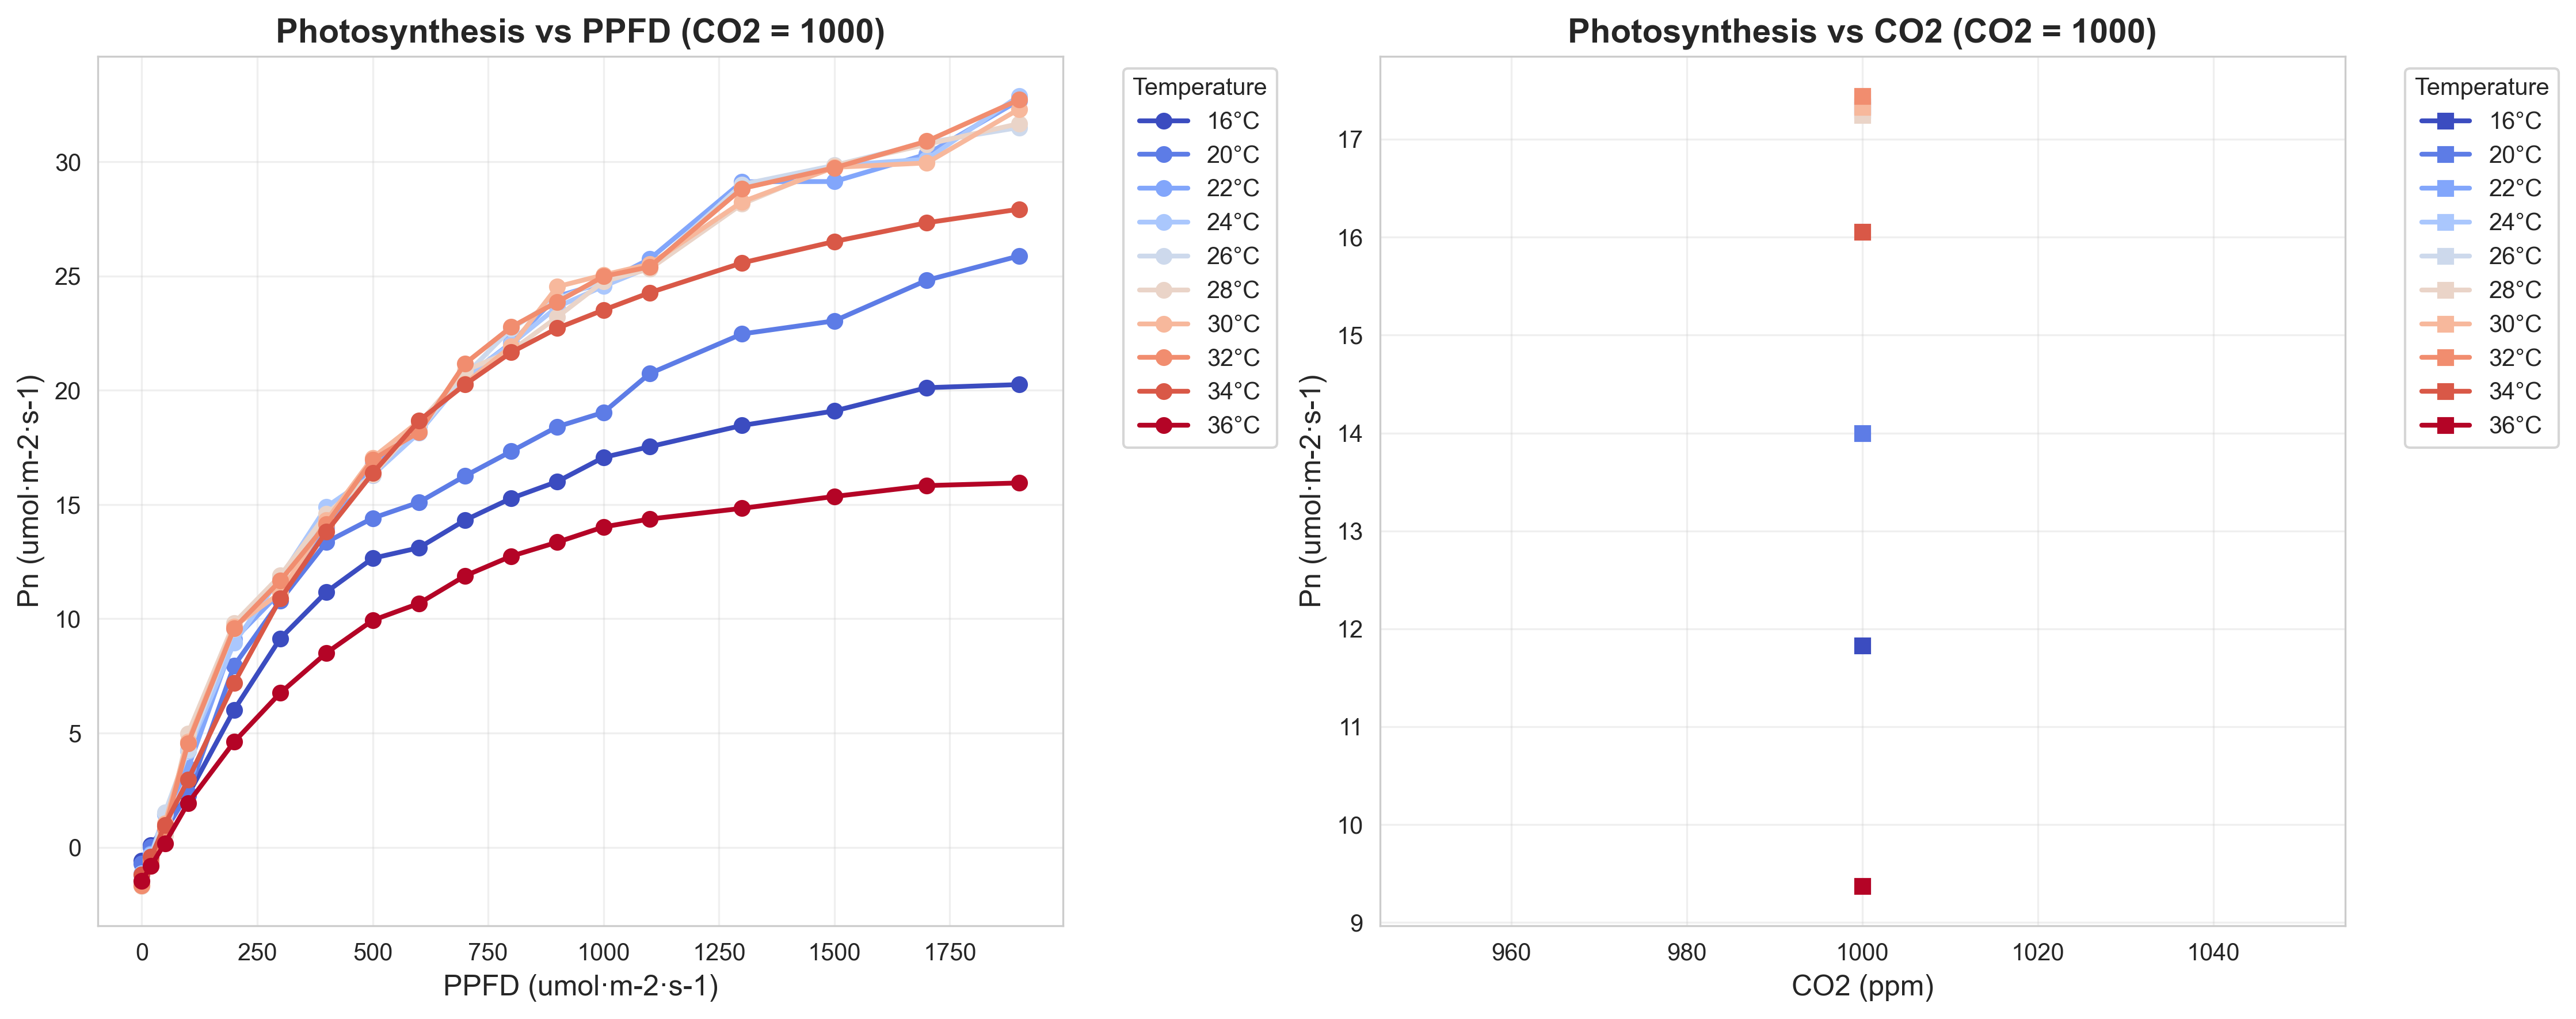 Photosynthesis vs PPFD (CO2 = 1000)
Pn (umol·m-2·s-1)
30
25
20
15
10
5
0
0 250 500 750 1000 1250 1500 1750
PPFD (umol·m-2·s-1)
Temperature
16°C
20°C
22°C
24°C
26°C
28°C
30°C
32°C
34°C
36°C
Photosynthesis vs CO2 (CO2 = 1000)
Pn (umol·m-2·s-1)
17
16
15
14
13
12
11
10
9
960 980 1000 1020 1040
CO2 (ppm)
Temperature
16°C
20°C
22°C
24°C
26°C
28°C
30°C
32°C
34°C
36°C